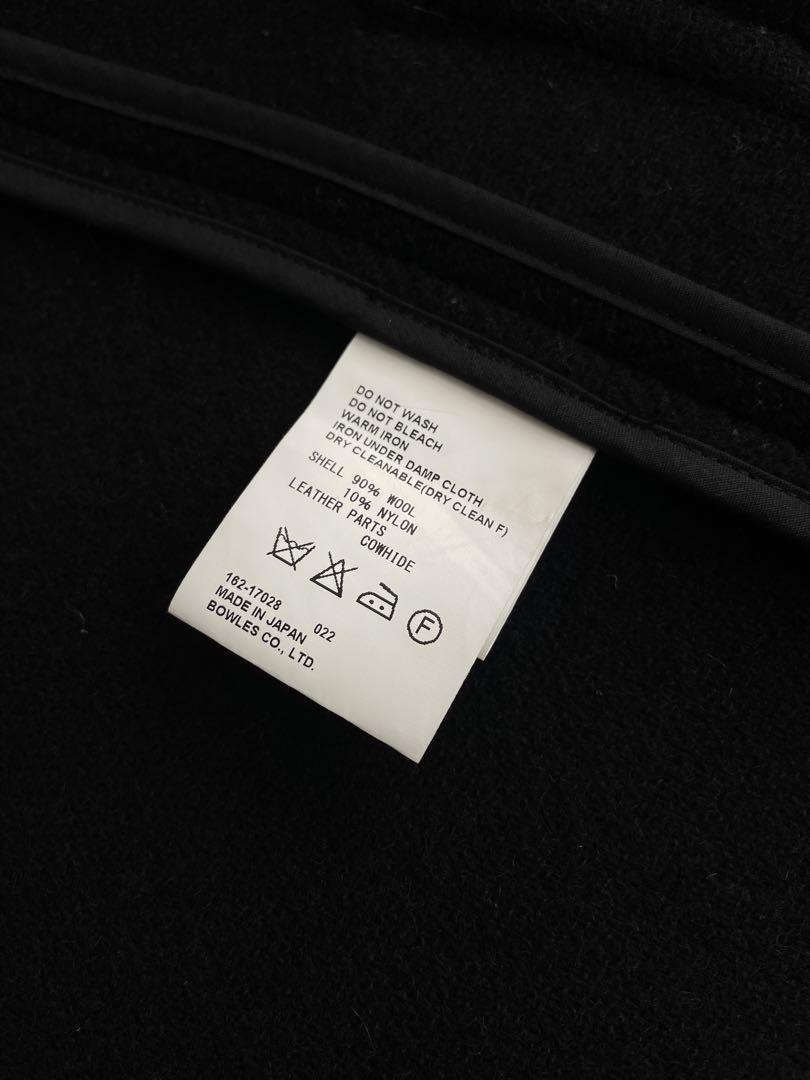 DO NOT WASH
DO NOT BLEACH
WARM IRON
IRON UNDER DAMP CLOTH
DRY CLEANABLE(DRY CLEAN F)
SHELL 90% WOOL
10% NYLON
LEATHER PARTS
COWHIDE
F
162-17028 022
MADE IN JAPAN
BOWLES CO., LTD.